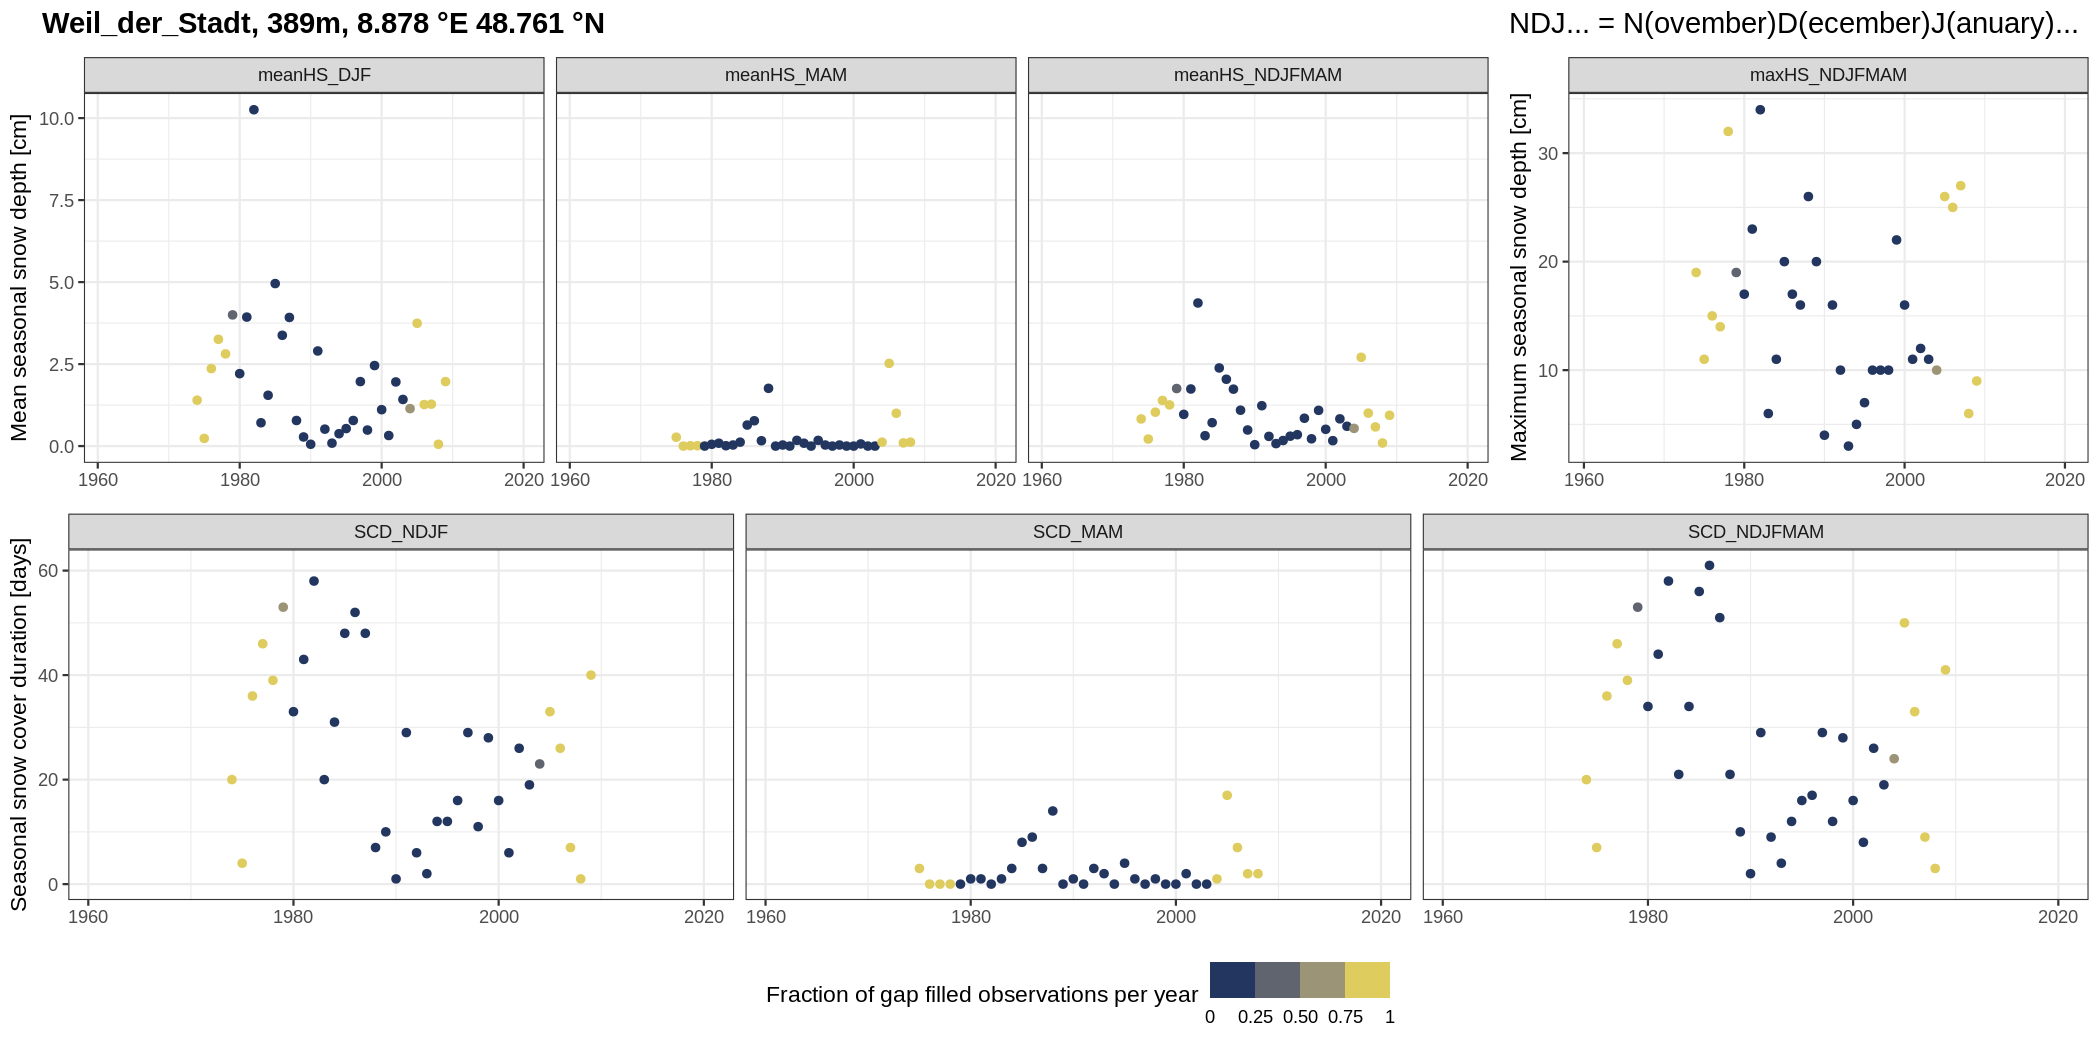 Weil_der_Stadt, 389m, 8.878 °E 48.761 °N
NDJ... = N(ovember)D(ecember)J(anuary)...
meanHS_DJF
meanHS_MAM
meanHS_NDJFMAM
maxHS_NDJFMAM
Mean seasonal snow depth [cm]
10.0
7.5
5.0
2.5
0.0
1960 1980 2000 2020
1960 1980 2000 2020
1960 1980 2000 2020
Maximum seasonal snow depth [cm]
30
20
10
1960 1980 2000 2020
SCD_NDJF
SCD_MAM
SCD_NDJFMAM
Seasonal snow cover duration [days]
60
40
20
0
1960 1980 2000 2020
1960 1980 2000 2020
1960 1980 2000 2020
Fraction of gap filled observations per year
0 0.25 0.50 0.75 1